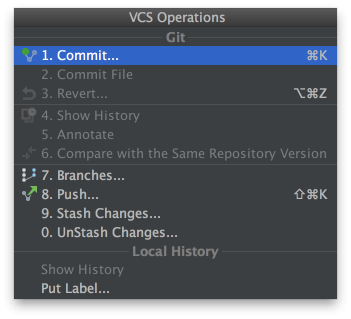 VCS Operations
Git
1. Commit... ⌘K
2. Commit File
3. Revert... ⌥⌘Z
4. Show History
5. Annotate
6. Compare with the Same Repository Version
7. Branches...
8. Push... ⇧⌘K
9. Stash Changes...
0. UnStash Changes...
Local History
Show History
Put Label...